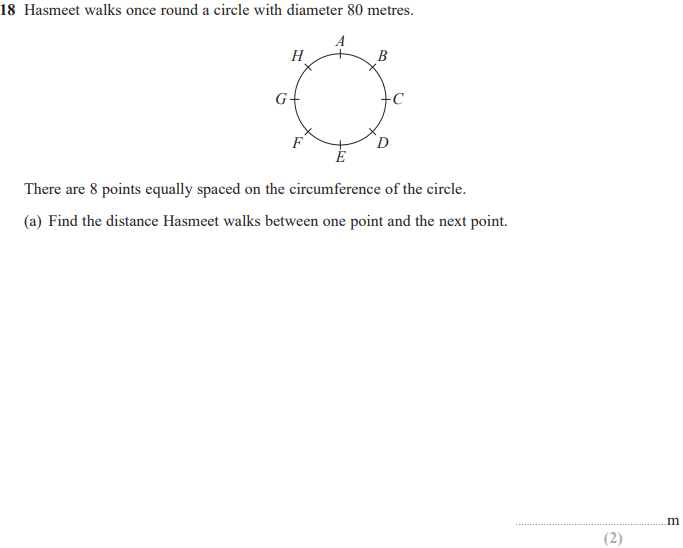 18 Hasmeet walks once round a circle with diameter 80 metres.
A
H B
G C
F D
E
There are 8 points equally spaced on the circumference of the circle.
(a) Find the distance Hasmeet walks between one point and the next point.
........................................................m
(2)